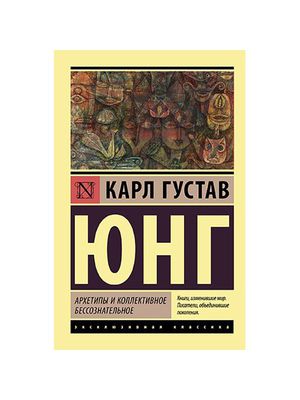 КАРЛ ГУСТАВ
ЮНГ
АРХЕТИПЫ И КОЛЛЕКТИВНОЕ
БЕССОЗНАТЕЛЬНОЕ
Книги, изменившие мир.
Писатели, объединившие
поколения.
ЭКСКЛЮЗИВНАЯ КЛАССИКА